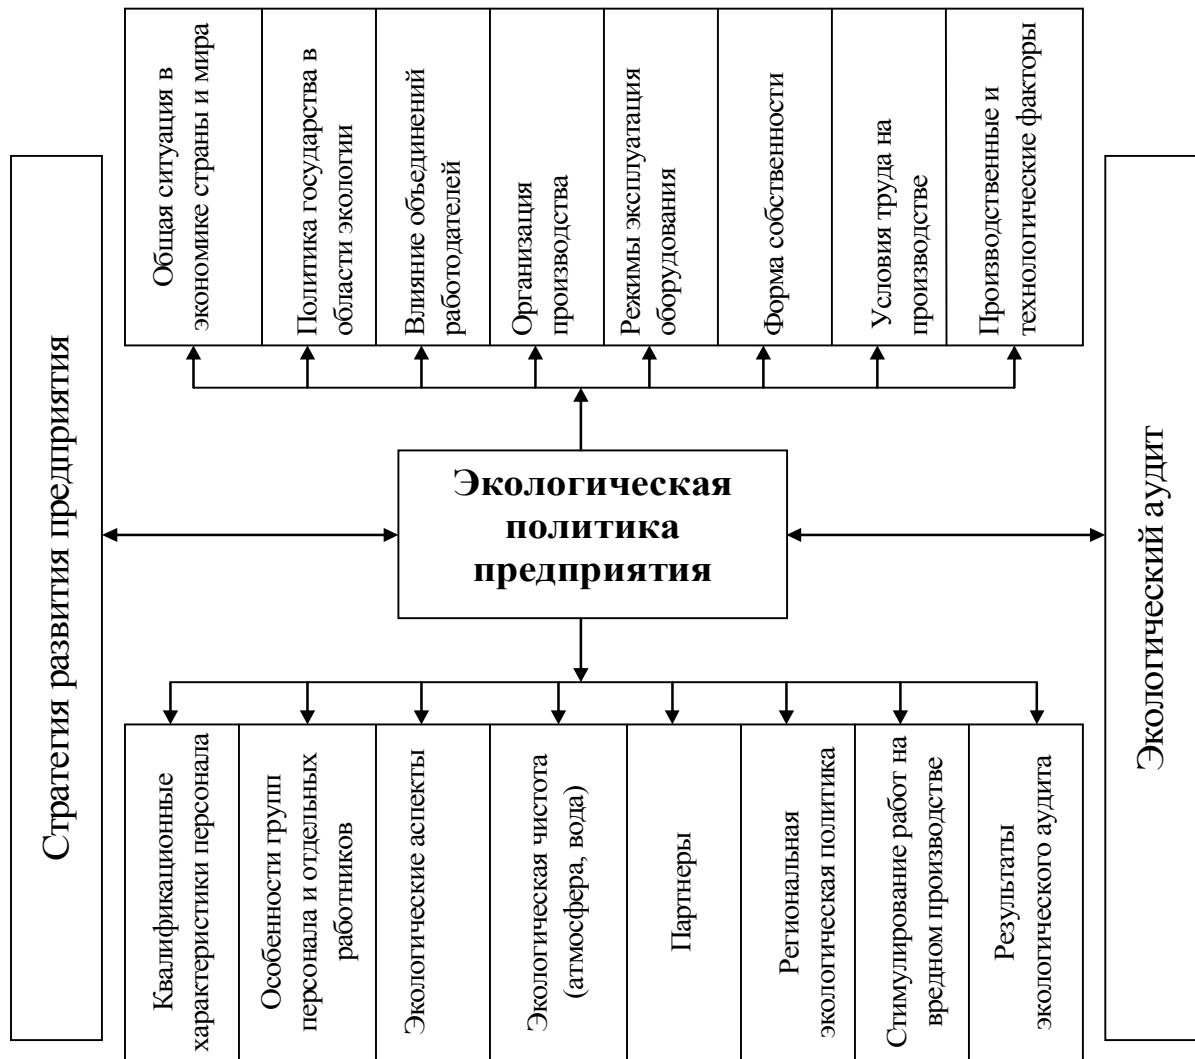 Стратегия развития предприятия
Общая ситуация в
экономике страны и мира
Политика государства в
области экологии
Влияние объединений
работодателей
Организация
производства
Режимы эксплуатация
оборудования
Форма собственности
Условия труда на
производстве
Производственные и
технологические факторы
Экологическая
политика
предприятия
Квалификационные
характеристики персонала
Особенности групп
персонала и отдельных
работников
Экологические аспекты
Экологическая чистота
(атмосфера, вода)
Партнеры
Региональная
экологическая политика
Стимулирование работ на
вредном производстве
Результаты
экологического аудита
Экологический аудит